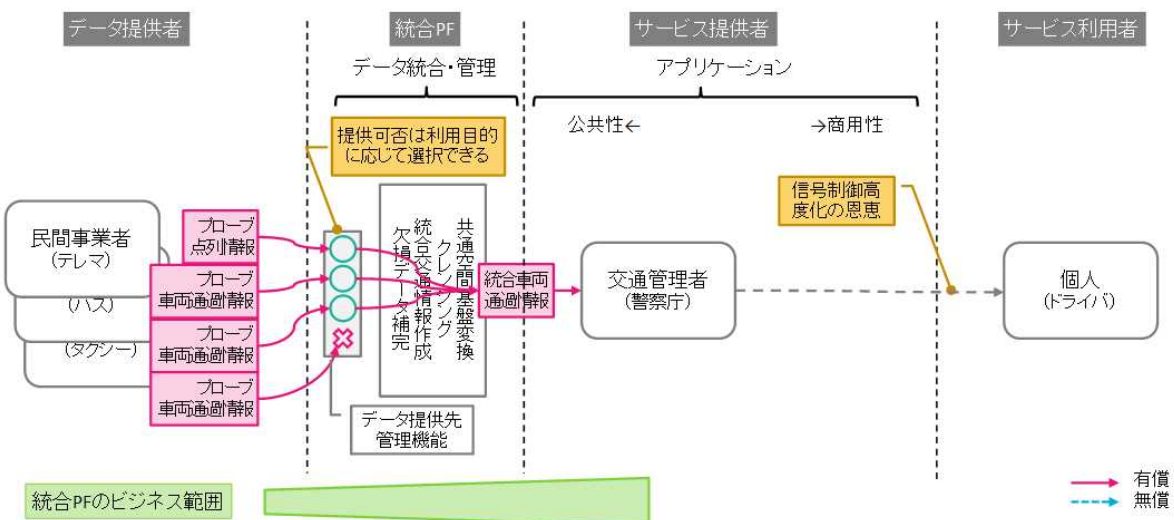 データ提供者
統合PF
サービス提供者
サービス利用者
データ統合・管理
アプリケーション
公共性←
→商用性
提供可否は利用目的
に応じて選択できる
信号制御高
度化の恩恵
民間事業者
(テレマ)
(バス)
(タクシー)
プローブ
点列情報
プローブ
車両通過情報
プローブ
車両通過情報
プローブ
車両通過情報
共通空間基盤変換
クレンジング
統合交通情報作成
欠損データ補完
統合車両
通過情報
交通管理者
(警察庁)
個人
(ドライバ)
データ提供先
管理機能
統合PFのビジネス範囲
有償
無償